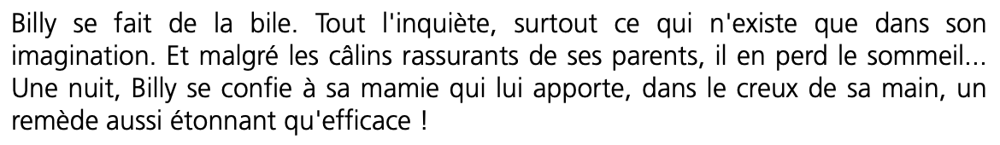 Billy se fait de la bile. Tout l'inquiète, surtout ce qui n'existe que dans son
imagination. Et malgré les câlins rassurants de ses parents, il en perd le sommeil...
Une nuit, Billy se confie à sa mamie qui lui apporte, dans le creux de sa main, un
remède aussi étonnant qu'efficace !